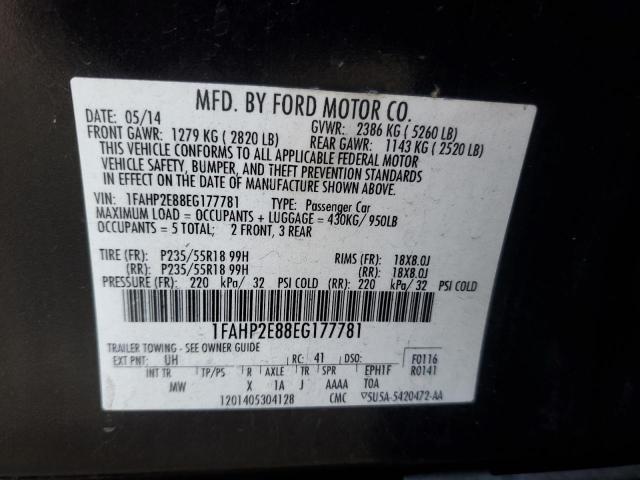 MFD. BY FORD MOTOR CO.
DATE: 05/14 GVWR: 2386 KG ( 5260 LB)
FRONT GAWR: 1279 KG ( 2820 LB) REAR GAWR: 1143 KG ( 2520 LB)
THIS VEHICLE CONFORMS TO ALL APPLICABLE FEDERAL MOTOR
VEHICLE SAFETY, BUMPER, AND THEFT PREVENTION STANDARDS
IN EFFECT ON THE DATE OF MANUFACTURE SHOWN ABOVE.
VIN: 1FAHP2E88EG177781 TYPE: Passenger Car
MAXIMUM LOAD = OCCUPANTS + LUGGAGE = 430KG/ 950LB
OCCUPANTS = 5 TOTAL; 2 FRONT, 3 REAR
TIRE (FR): P235/55R18 99H RIMS (FR): 18X8.0J
(RR): P235/55R18 99H (RR): 18X8.0J
PRESSURE (FR): 220 kPa/ 32 PSI COLD (RR): 220 kPa/ 32 PSI COLD
1FAHP2E88EG177781
TRAILER TOWING - SEE OWNER GUIDE
EXT PNT: UH RC: 41 DSO: F0116
INT TR TP/PS R AXLE TR SPR EPH1F R0141
MW X 1A J AAAA TOA
1201405304128 CMC 5U5A-5420472-AA